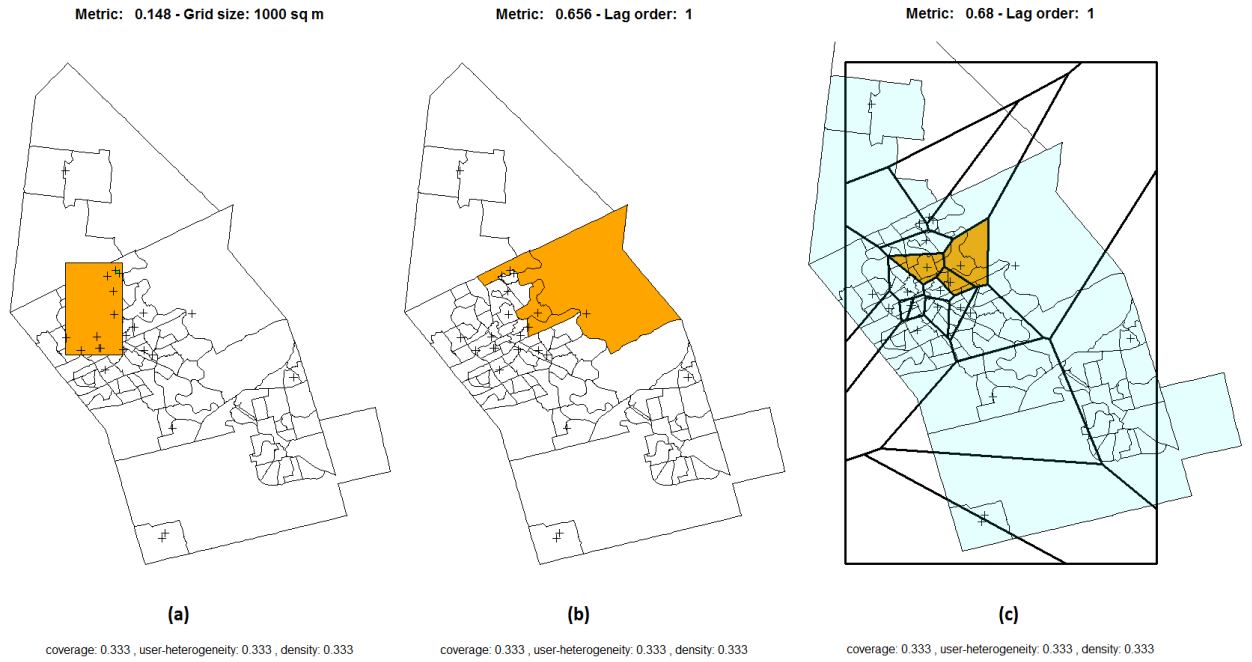 Metric: 0.148 - Grid size: 1000 sq m
Metric: 0.656 - Lag order: 1
Metric: 0.68 - Lag order: 1
(a)
(b)
(c)
coverage: 0.333 , user-heterogeneity: 0.333 , density: 0.333
coverage: 0.333 , user-heterogeneity: 0.333 , density: 0.333
coverage: 0.333 , user-heterogeneity: 0.333 , density: 0.333